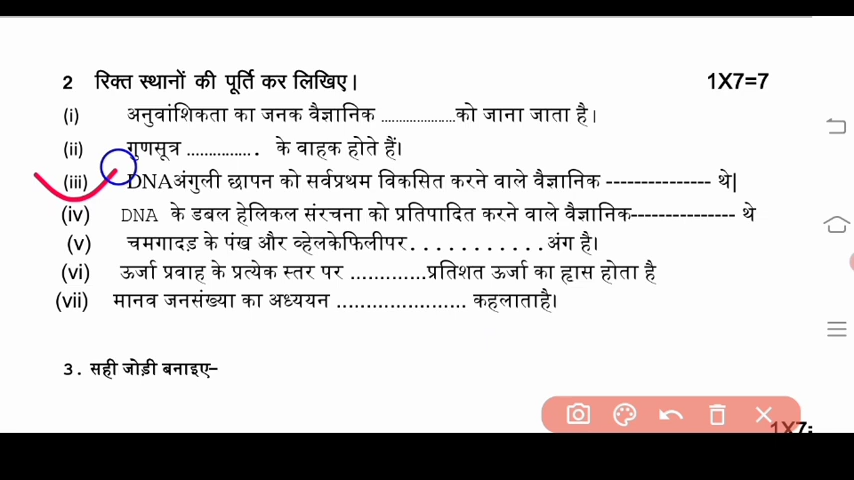 2 रिक्त स्थानों की पूर्ति कर लिखिए। 1X7=7
(i) अनुवांशिकता का जनक वैज्ञानिक .....................को जाना जाता है।
(ii) गुणसूत्र ................ के वाहक होते हैं।
(iii) DNAअंगुली छापन को सर्वप्रथम विकसित करने वाले वैज्ञानिक --------------- थे|
(iv) DNA के डबल हेलिकल संरचना को प्रतिपादित करने वाले वैज्ञानिक--------------- थे
(v) चमगादड़ के पंख और व्हेलकेफिलीपर . . . . . . . . . . . अंग है।
(vi) ऊर्जा प्रवाह के प्रत्येक स्तर पर .............प्रतिशत ऊर्जा का ह्रास होता है
(vii) मानव जनसंख्या का अध्ययन ...................... कहलाताहै।
3. सही जोड़ी बनाइए-
1X7=